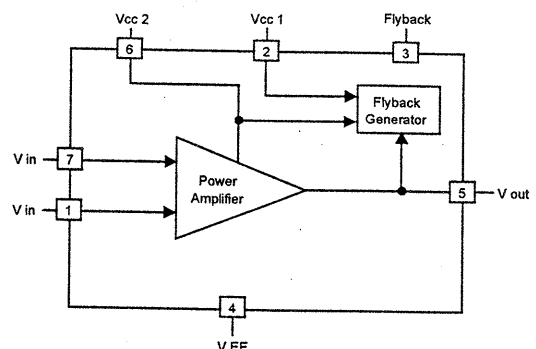 Vcc 2
Vcc 1
Flyback
6
2
3
Flyback
Generator
V in
7
Power
Amplifier
5
V out
V in
1
4
V EE